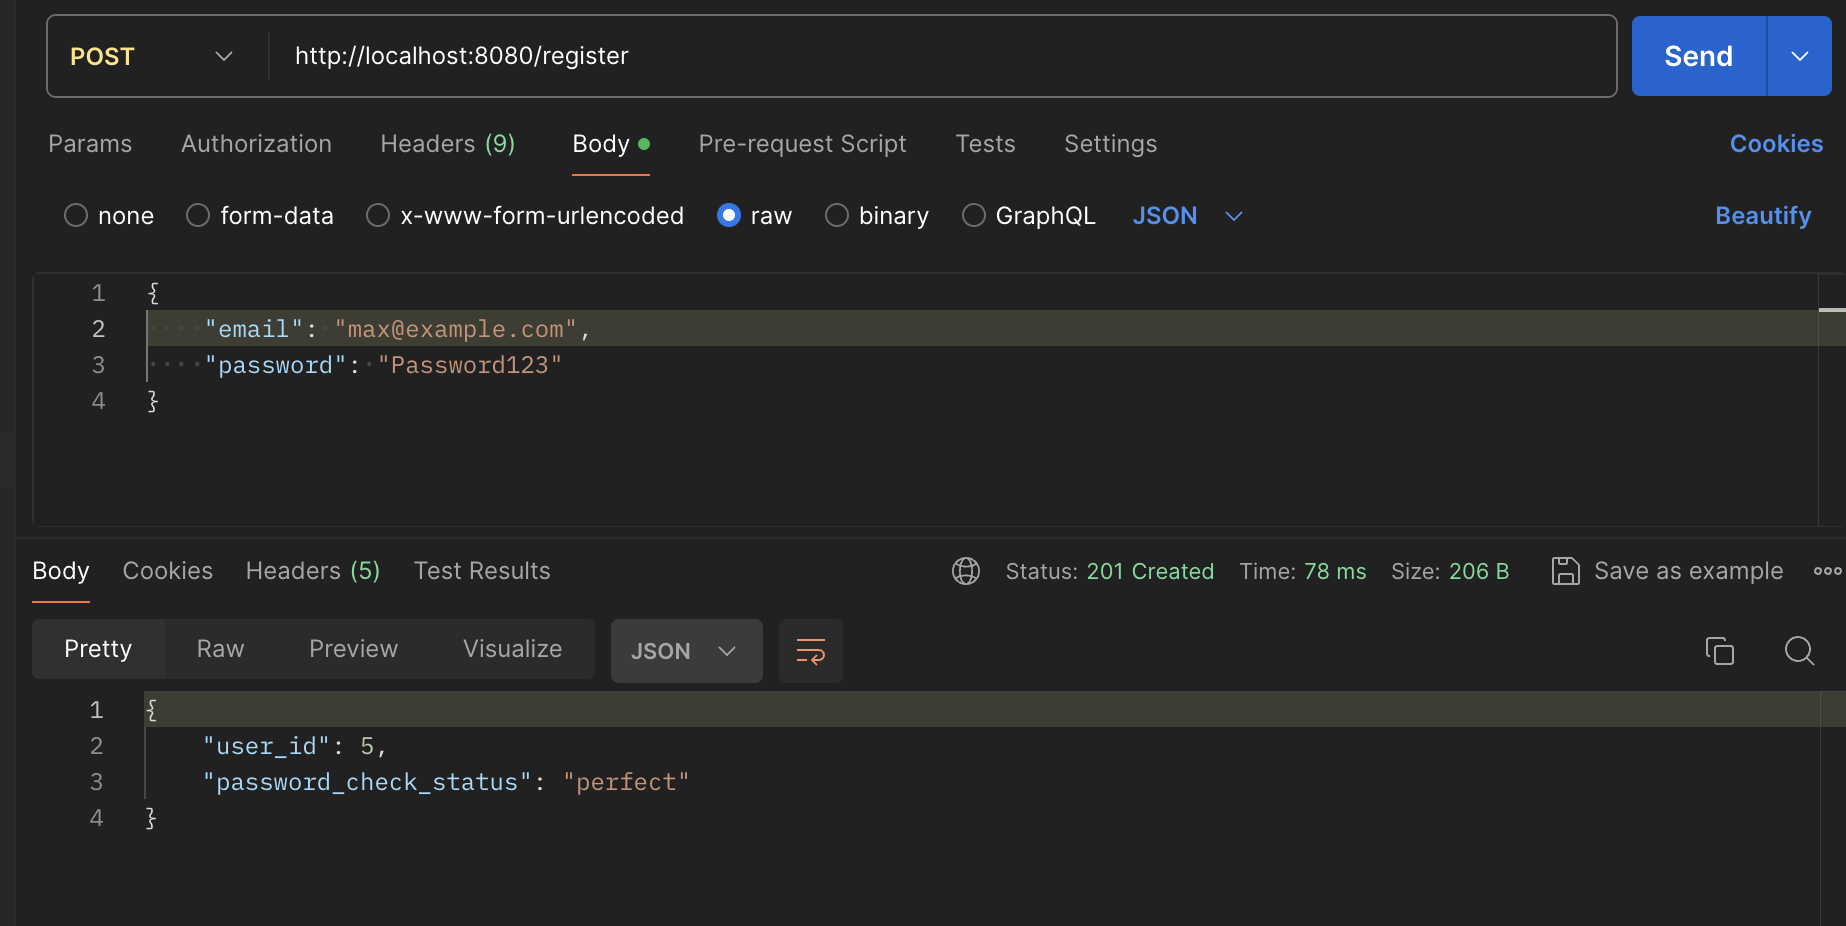 POST http://localhost:8080/register Send
Params Authorization Headers (9) Body Pre-request Script Tests Settings Cookies
none form-data x-www-form-urlencoded raw binary GraphQL JSON Beautify
1 {
2 "email": "max@example.com",
3 "password": "Password123"
4 }
Body Cookies Headers (5) Test Results Status: 201 Created Time: 78 ms Size: 206 B Save as example
Pretty Raw Preview Visualize JSON
1 {
2 "user_id": 5,
3 "password_check_status": "perfect"
4 }